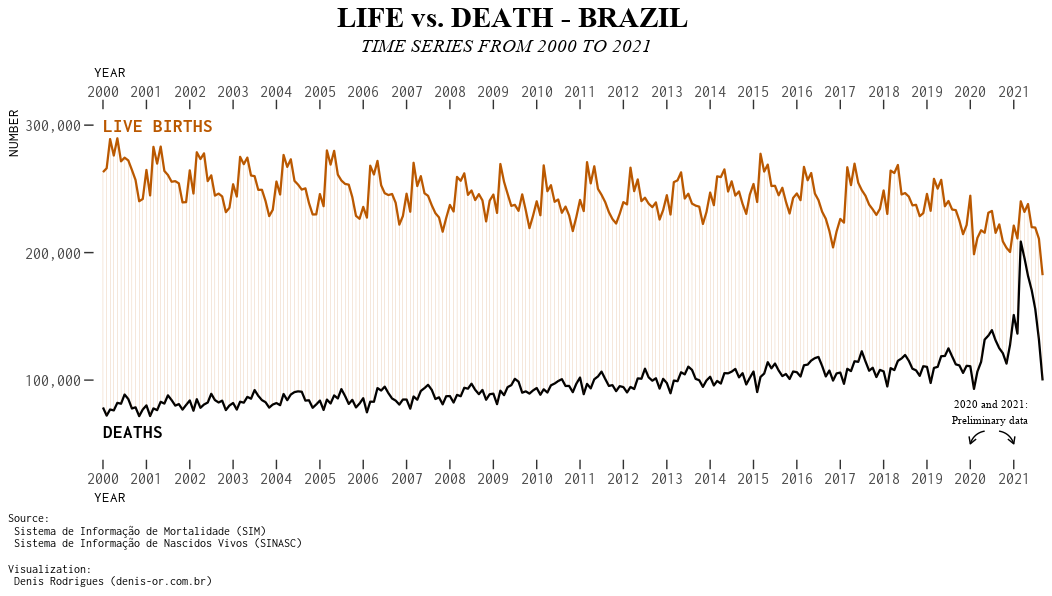 LIFE vs. DEATH - BRAZIL
TIME SERIES FROM 2000 TO 2021
YEAR
2000 2001 2002 2003 2004 2005 2006 2007 2008 2009 2010 2011 2012 2013 2014 2015 2016 2017 2018 2019 2020 2021
NUMBER
300,000
LIVE BIRTHS
200,000
100,000
2020 and 2021:
Preliminary data
DEATHS
2000 2001 2002 2003 2004 2005 2006 2007 2008 2009 2010 2011 2012 2013 2014 2015 2016 2017 2018 2019 2020 2021
YEAR
Source:
Sistema de Informação de Mortalidade (SIM)
Sistema de Informação de Nascidos Vivos (SINASC)
Visualization:
Denis Rodrigues (denis-or.com.br)